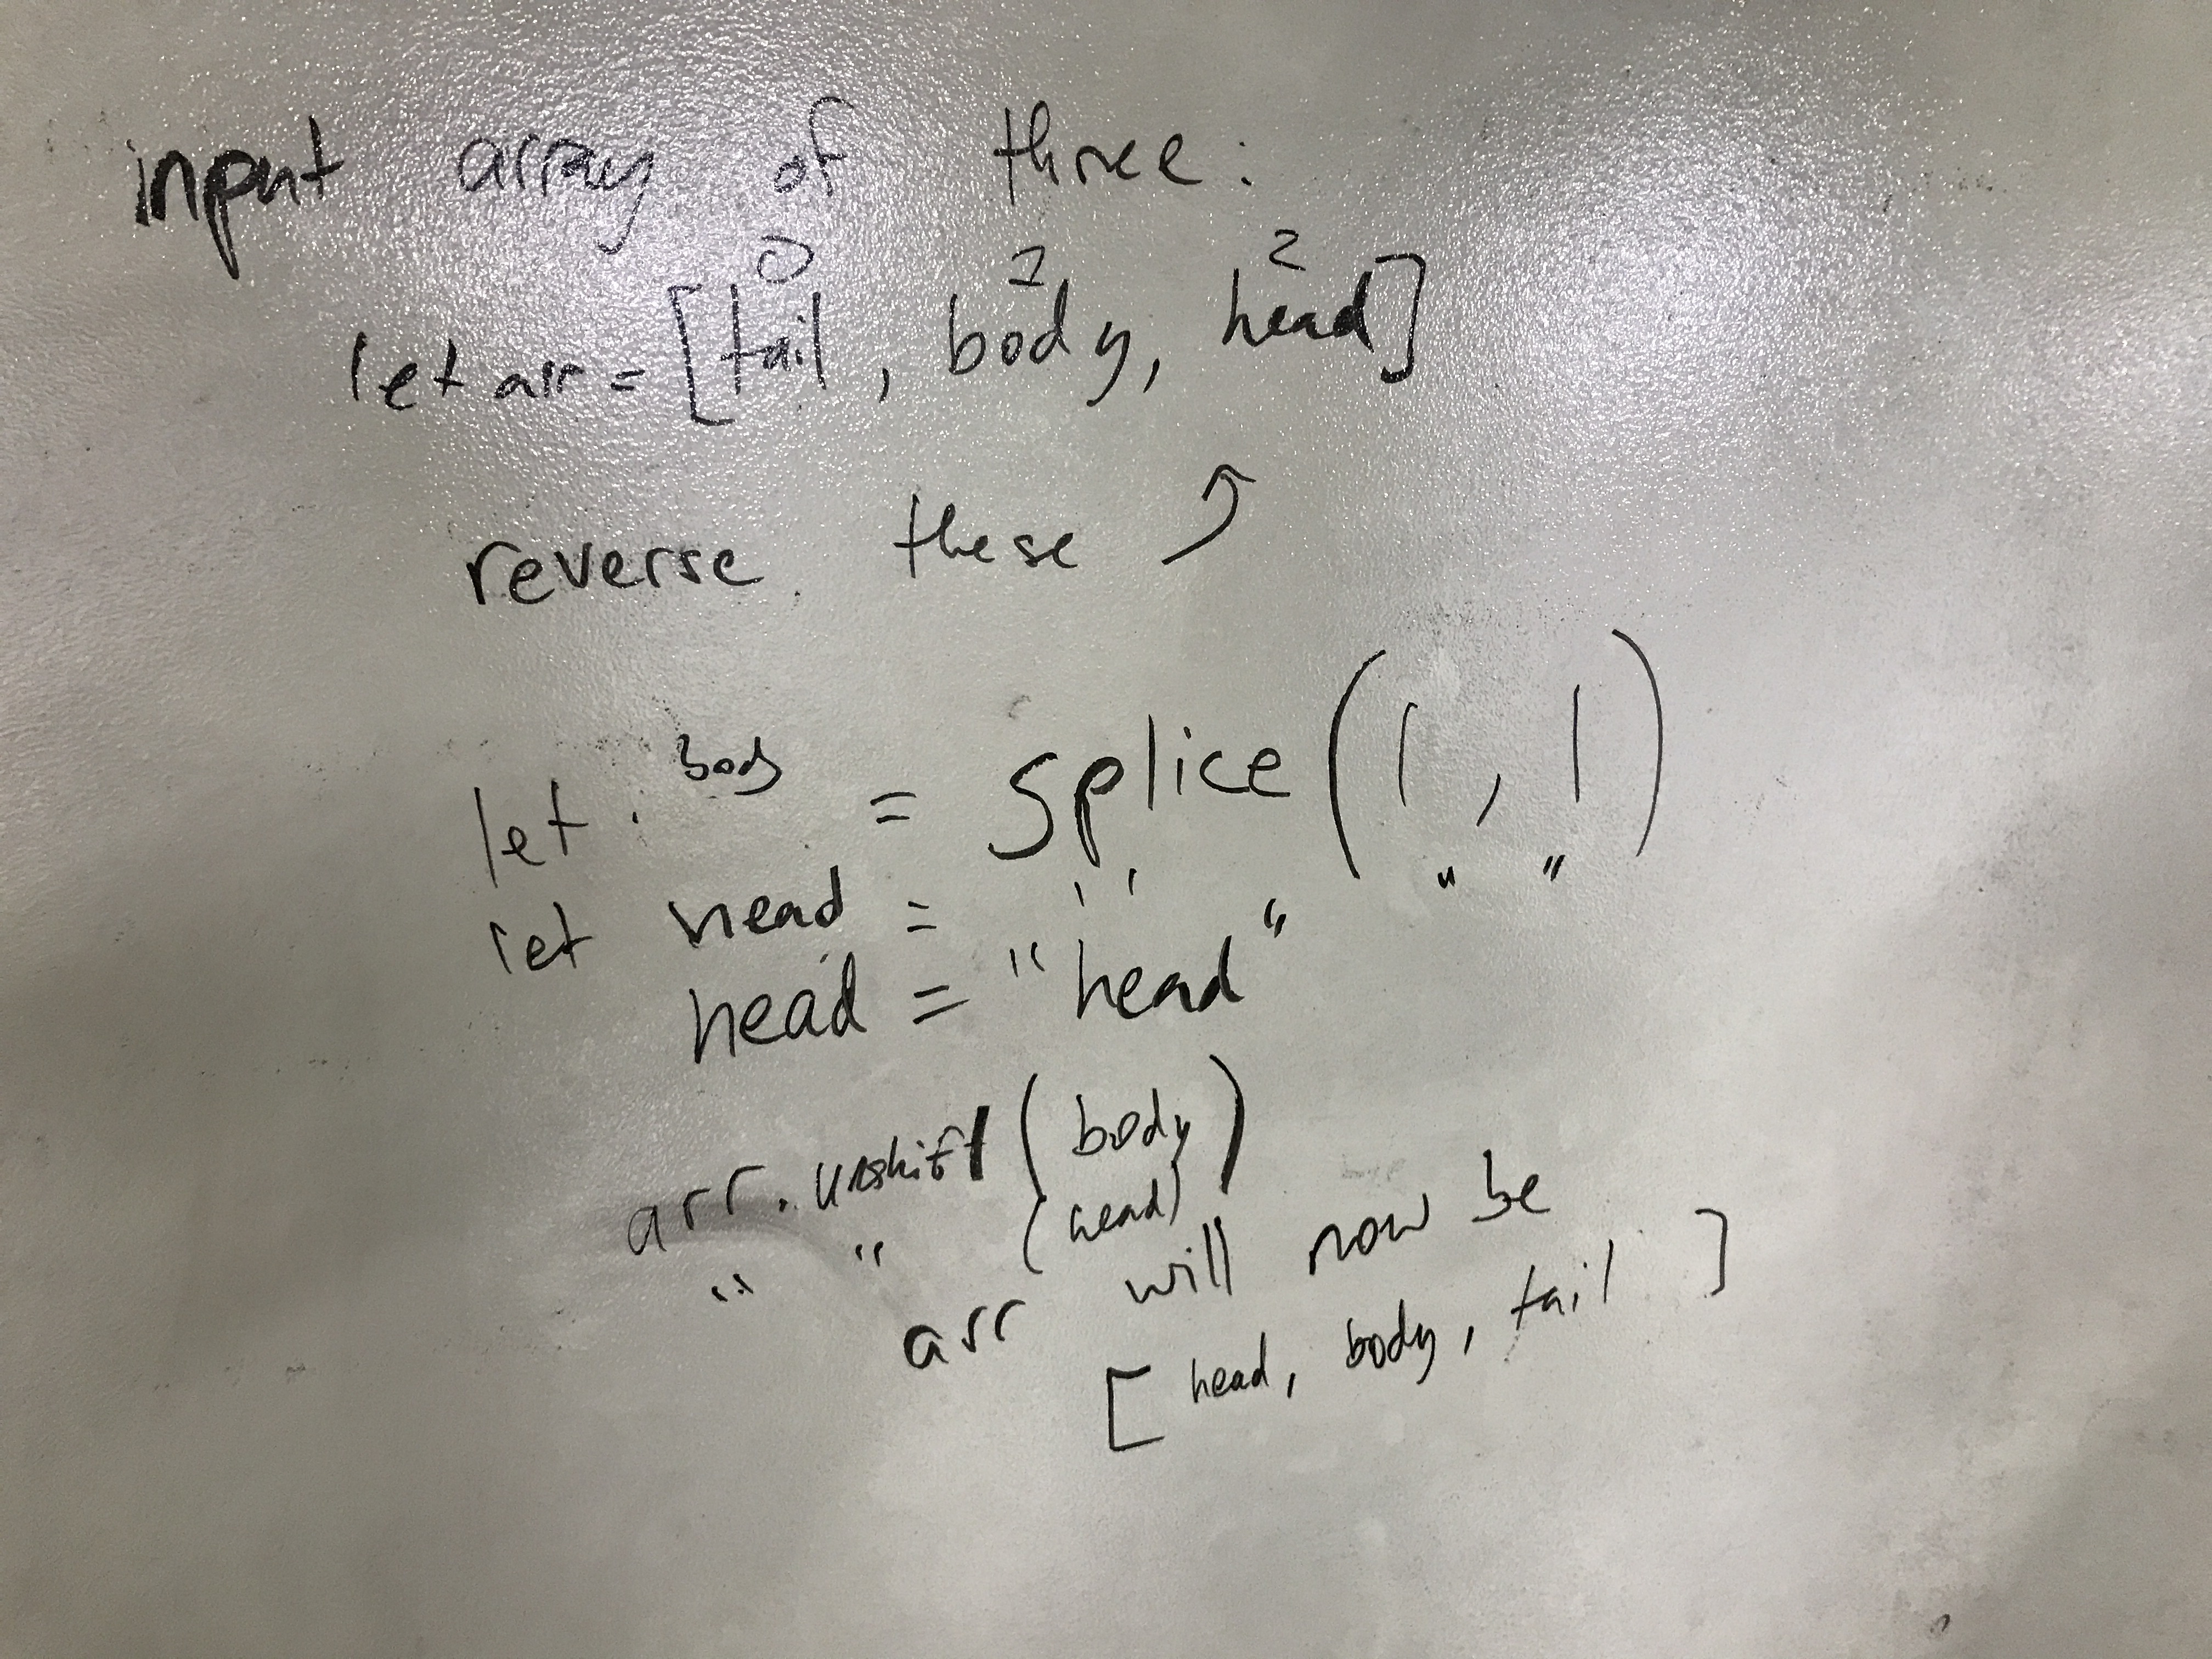 input array of three:
0 1 2
let arr = [tail, body, head]
reverse these ⤴
let body = splice(1, 1)
let head = " " " "
head = "head"
arr.unshift(body)
" " (head)
arr will now be
[head, body, tail]